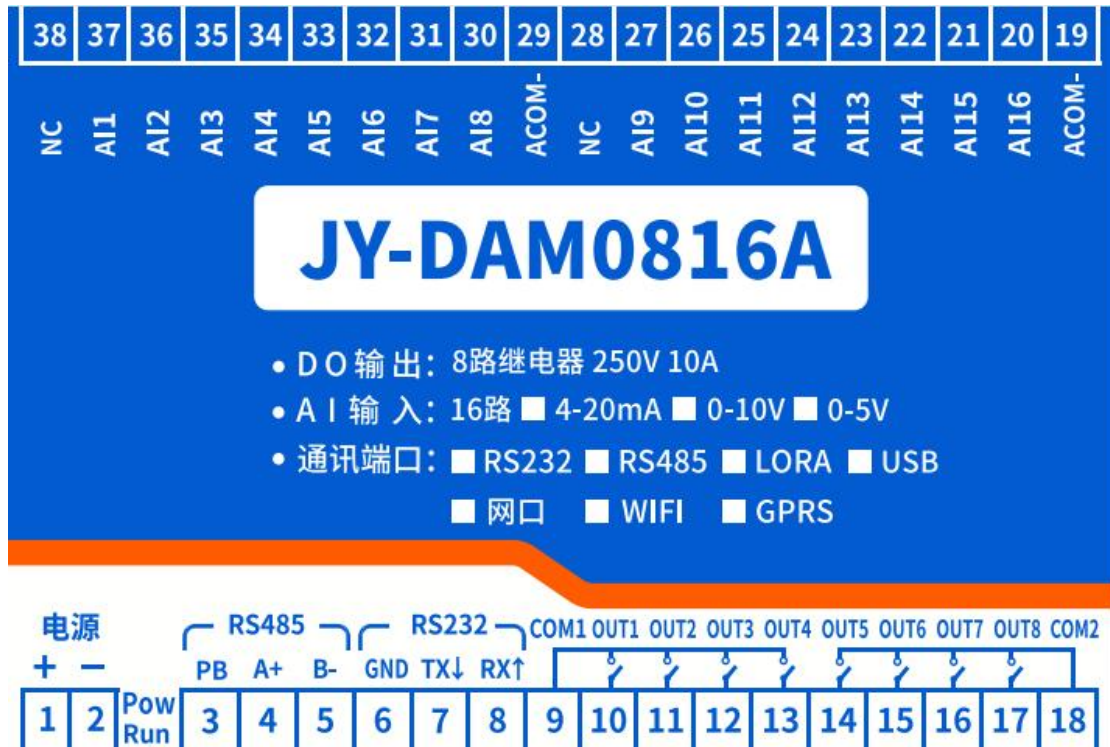 38 37 36 35 34 33 32 31 30 29 28 27 26 25 24 23 22 21 20 19
NC AI1 AI2 AI3 AI4 AI5 AI6 AI7 AI8 ACOM- NC AI9 AI10 AI11 AI12 AI13 AI14 AI15 AI16 ACOM-
JY-DAM0816A
• DO输出：8路继电器 250V 10A
• AI输入：16路 ■ 4-20mA ■ 0-10V ■ 0-5V
• 通讯端口：■ RS232 ■ RS485 ■ LORA ■ USB
■ 网口 ■ WIFI ■ GPRS
电源 RS485 RS232 COM1 OUT1 OUT2 OUT3 OUT4 OUT5 OUT6 OUT7 OUT8 COM2
+ − PB A+ B- GND TX↓ RX↑
1 2 Pow Run 3 4 5 6 7 8 9 10 11 12 13 14 15 16 17 18